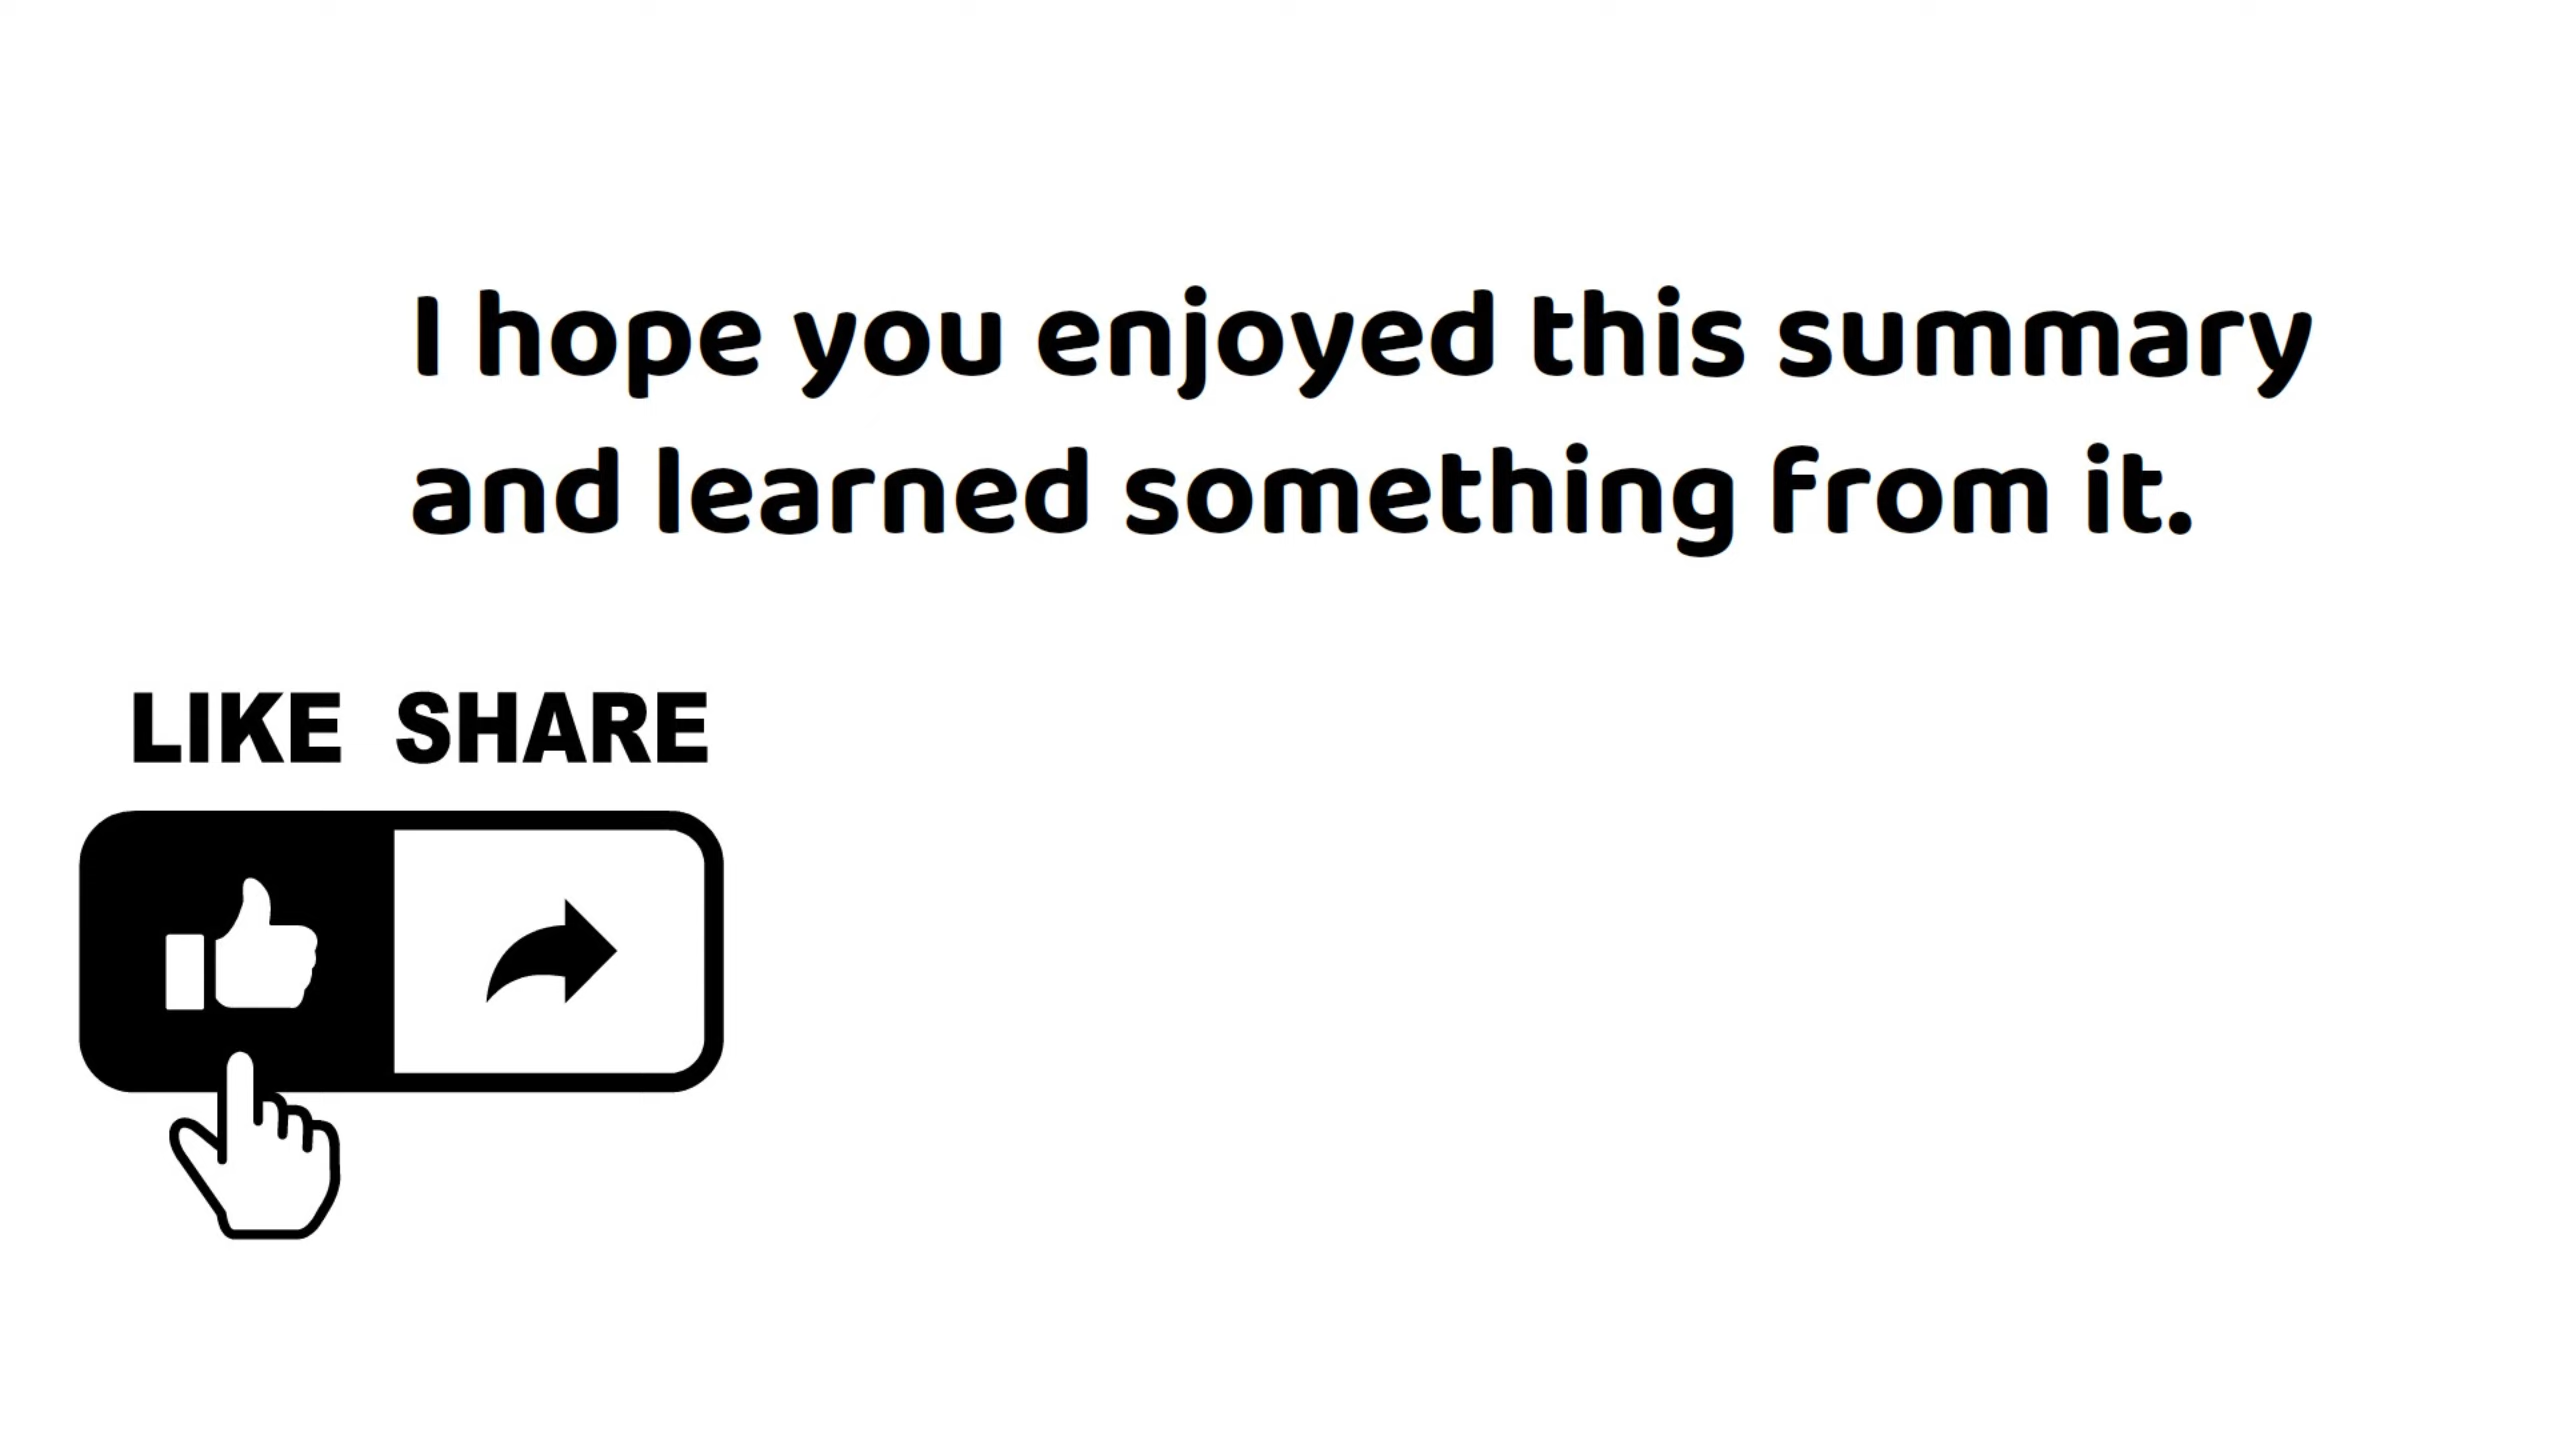 I hope you enjoyed this summary
and learned something from it.
LIKE SHARE